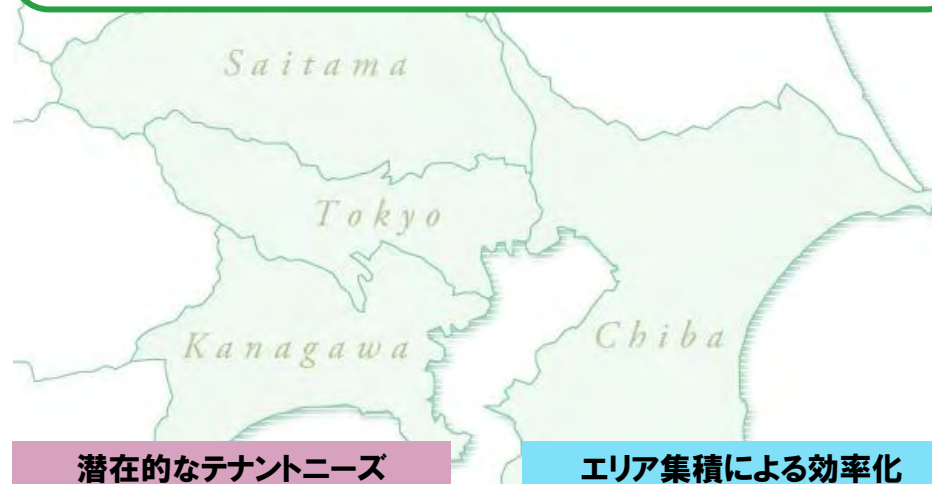 Saitama
Tokyo
Kanagawa
Chiba
潜在的なテナントニーズ
エリア集積による効率化